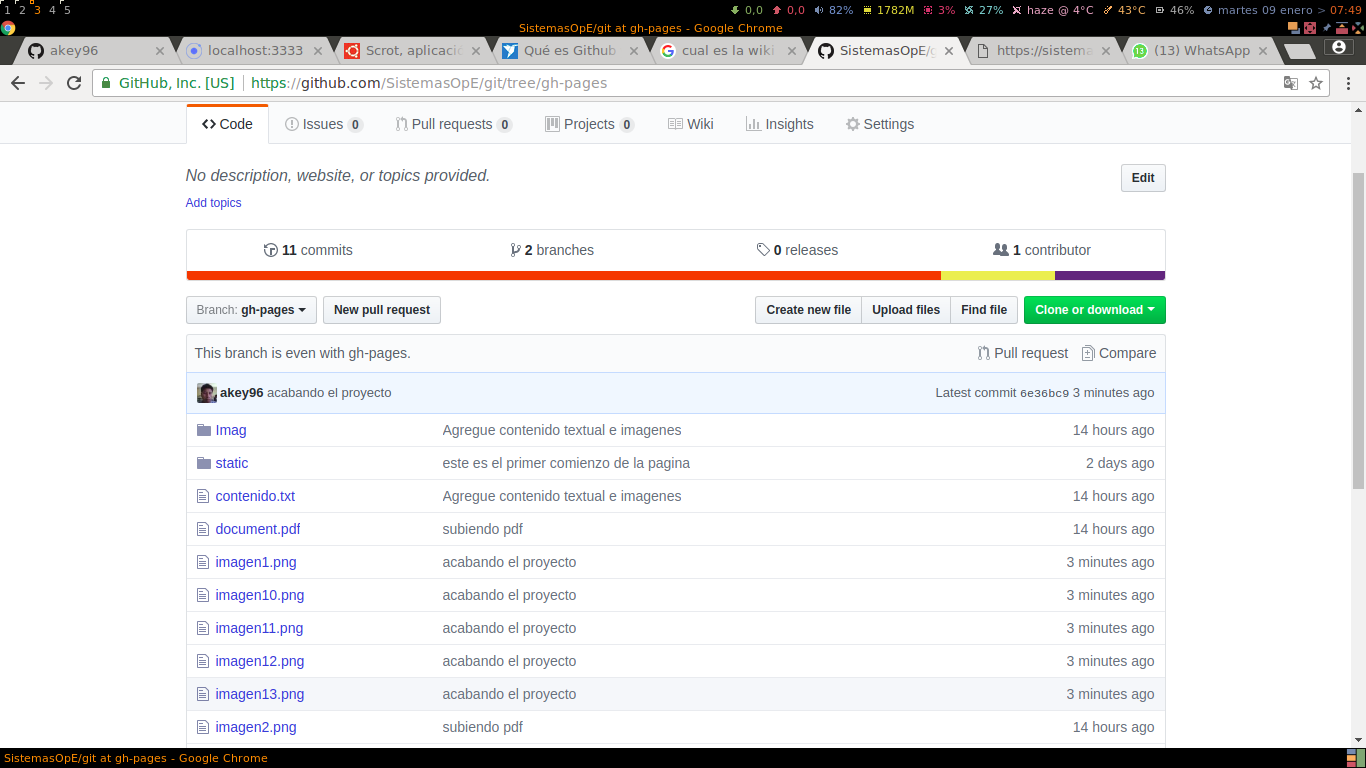 1 2 3 4 5 0,0 0,0 82% 1782M 3% 27% haze @ 4°C 43°C 46% martes 09 enero > 07:49
SistemasOpE/git at gh-pages - Google Chrome
akey96 localhost:3333 Scrot, aplicaci Qué es Github cual es la wiki SistemasOpE/g https://sistema (13) WhatsApp
GitHub, Inc. [US] https://github.com/SistemasOpE/git/tree/gh-pages
Code Issues 0 Pull requests 0 Projects 0 Wiki Insights Settings
No description, website, or topics provided. Edit
Add topics
11 commits 2 branches 0 releases 1 contributor
Branch: gh-pages New pull request Create new file Upload files Find file Clone or download
This branch is even with gh-pages. Pull request Compare
akey96 acabando el proyecto Latest commit 6e36bc9 3 minutes ago
Imag Agregue contenido textual e imagenes 14 hours ago
static este es el primer comienzo de la pagina 2 days ago
contenido.txt Agregue contenido textual e imagenes 14 hours ago
document.pdf subiendo pdf 14 hours ago
imagen1.png acabando el proyecto 3 minutes ago
imagen10.png acabando el proyecto 3 minutes ago
imagen11.png acabando el proyecto 3 minutes ago
imagen12.png acabando el proyecto 3 minutes ago
imagen13.png acabando el proyecto 3 minutes ago
imagen2.png subiendo pdf 14 hours ago
SistemasOpE/git at gh-pages - Google Chrome